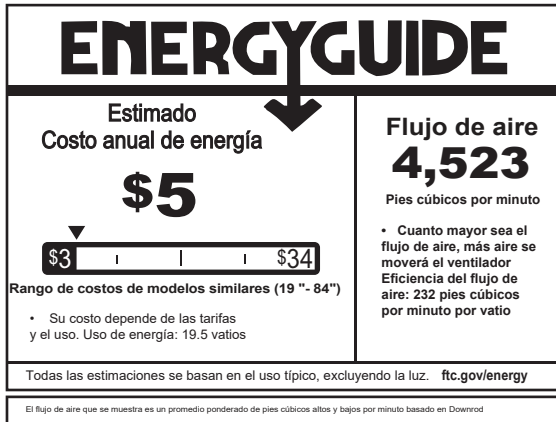 ENERGYGUIDE
Estimado
Costo anual de energía
$5
$3
$34
Rango de costos de modelos similares (19 "- 84")
• Su costo depende de las tarifas
y el uso. Uso de energía: 19.5 vatios
Flujo de aire
4,523
Pies cúbicos por minuto
• Cuanto mayor sea el
flujo de aire, más aire se
moverá el ventilador
Eficiencia del flujo de
aire: 232 pies cúbicos
por minuto por vatio
Todas las estimaciones se basan en el uso típico, excluyendo la luz. ftc.gov/energy
El flujo de aire que se muestra es un promedio ponderado de pies cúbicos altos y bajos por minuto basado en Downrod